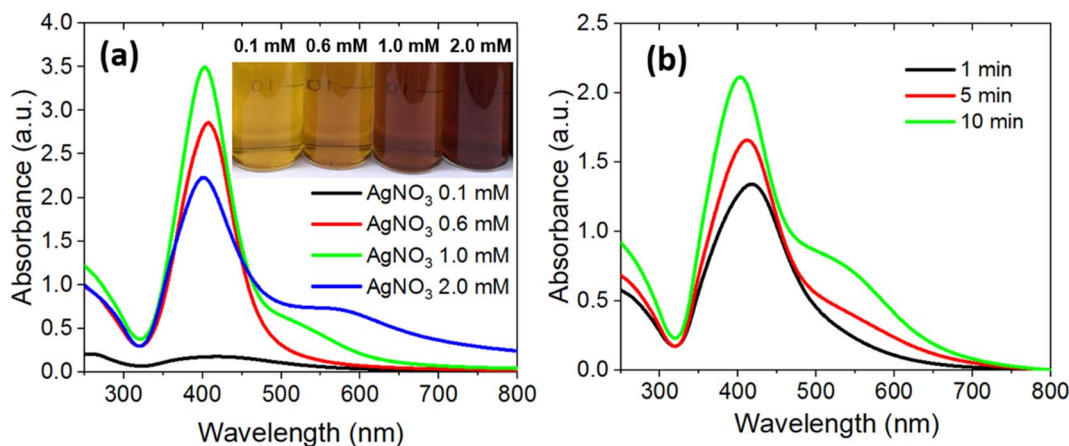 (a)
0.1 mM 0.6 mM 1.0 mM 2.0 mM
AgNO3 0.1 mM
AgNO3 0.6 mM
AgNO3 1.0 mM
AgNO3 2.0 mM
Absorbance (a.u.)
4.0
3.5
3.0
2.5
2.0
1.5
1.0
0.5
0.0
300 400 500 600 700 800
Wavelength (nm)
(b)
1 min
5 min
10 min
Absorbance (a.u.)
2.5
2.0
1.5
1.0
0.5
0.0
300 400 500 600 700 800
Wavelength (nm)